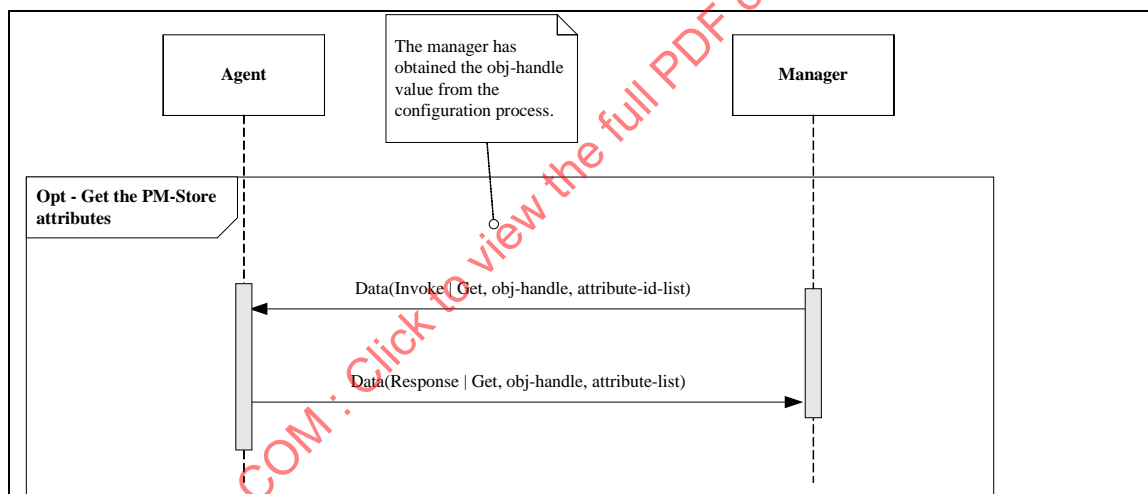 Agent
The manager has
obtained the obj-handle
value from the
configuration process.
Manager
Opt - Get the PM-Store
attributes
Data(Invoke | Get, obj-handle, attribute-id-list)
Data(Response | Get, obj-handle, attribute-list)
COM : Click to view the full PDF